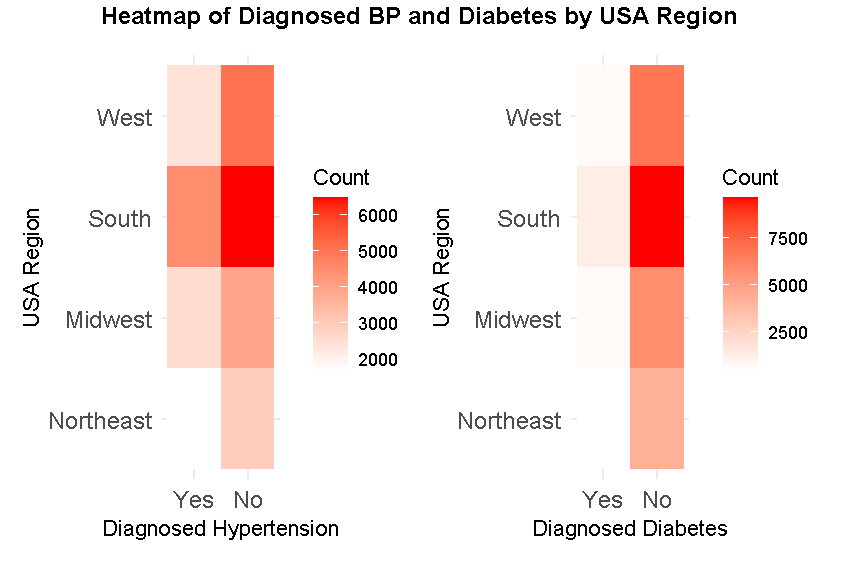 Heatmap of Diagnosed BP and Diabetes by USA Region
USA Region
West
South
Midwest
Northeast
Yes No
Diagnosed Hypertension
Count
6000
5000
4000
3000
2000
USA Region
West
South
Midwest
Northeast
Yes No
Diagnosed Diabetes
Count
7500
5000
2500